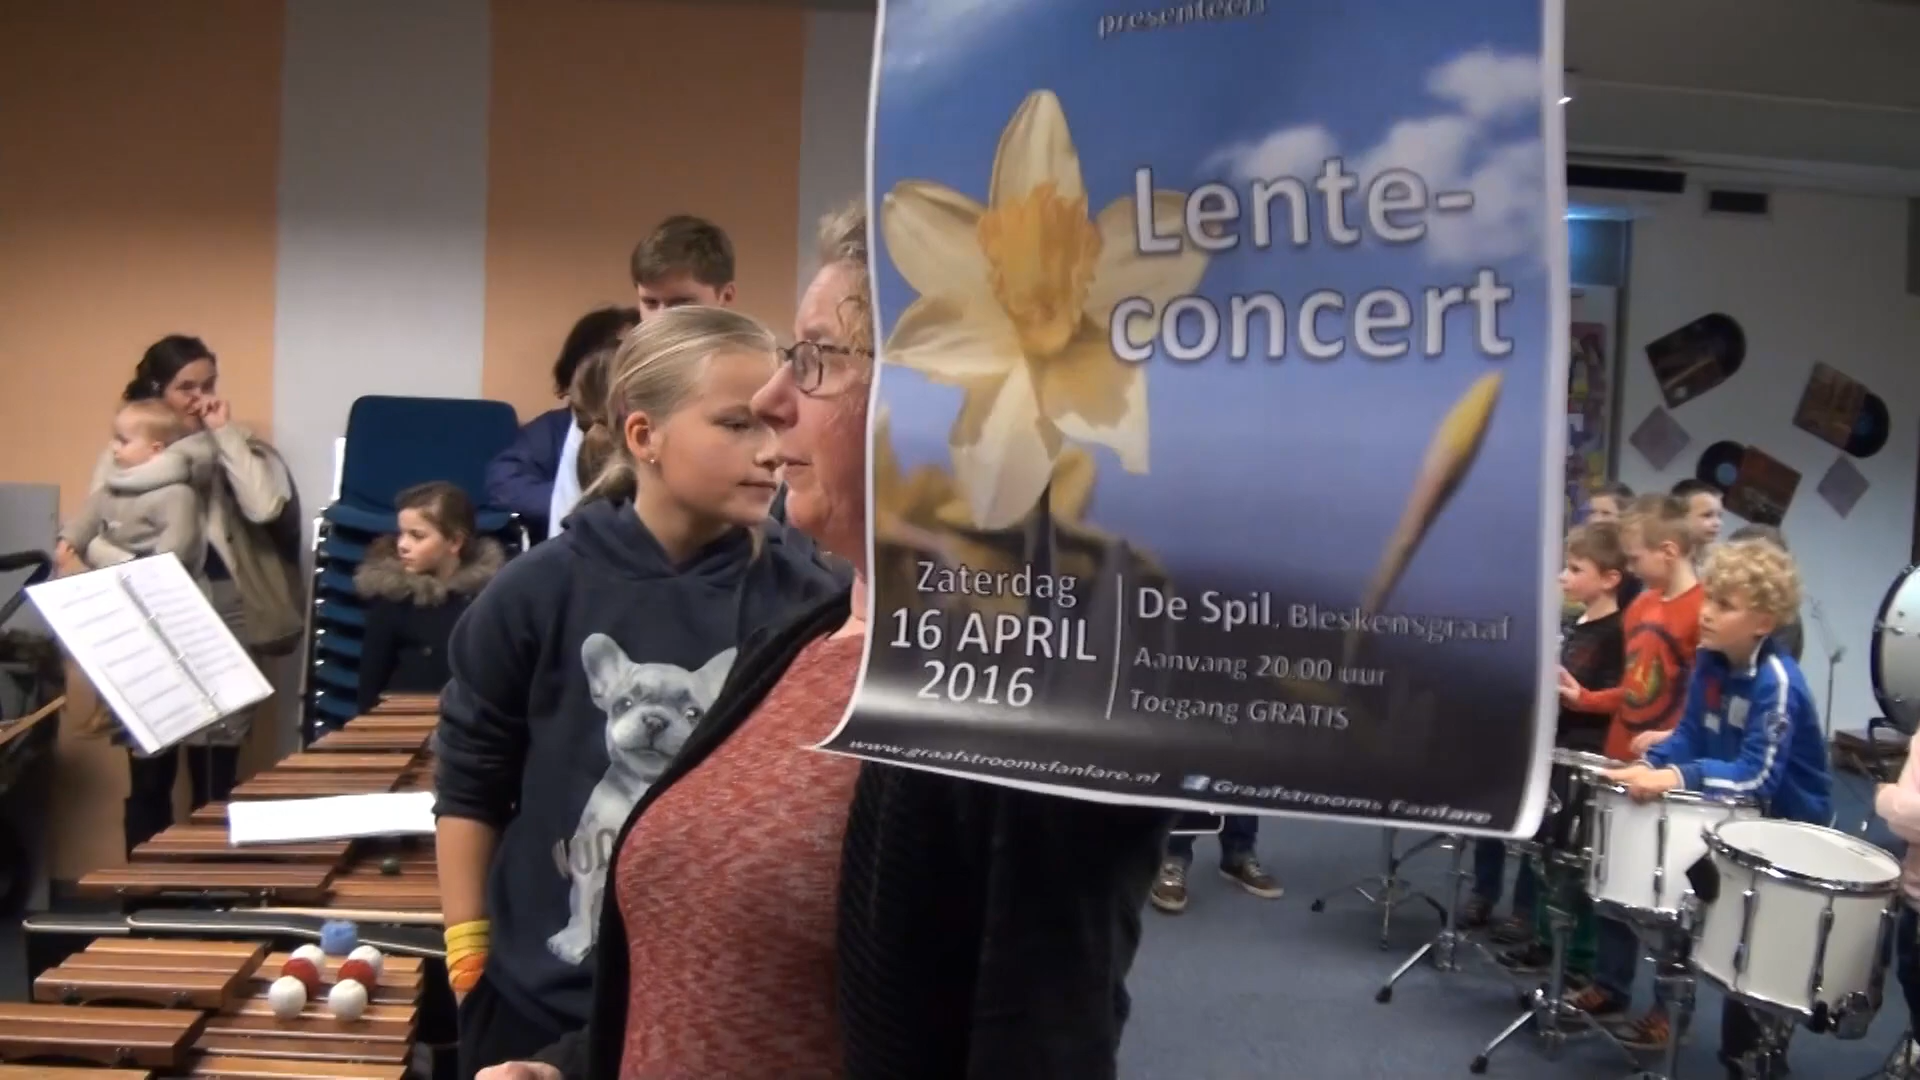 presenteert
Lente-
concert
Zaterdag
16 APRIL
2016
De Spil, Bleskensgraaf
Aanvang 20.00 uur
Toegang GRATIS
www.graafstroomsfanfare.nl
Graafstrooms Fanfare